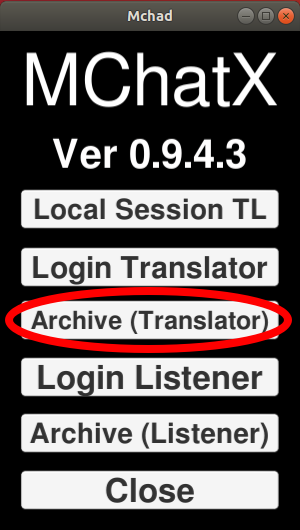 Mchad
MChatX
Ver 0.9.4.3
Local Session TL
Login Translator
Archive (Translator)
Login Listener
Archive (Listener)
Close